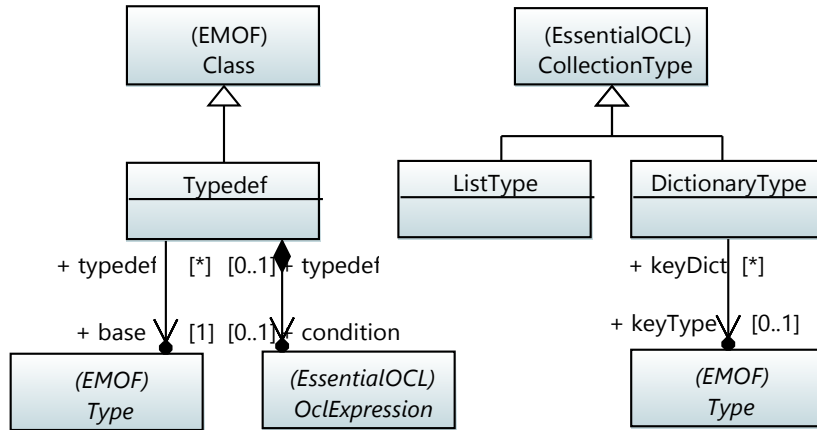 (EMOF)
Class
(EssentialOCL)
CollectionType
Typedef
ListType
DictionaryType
+ typedef [*] [0..1] + typedef
+ keyDict [*]
+ base [1] [0..1] + condition
+ keyType [0..1]
(EMOF)
Type
(EssentialOCL)
OclExpression
(EMOF)
Type